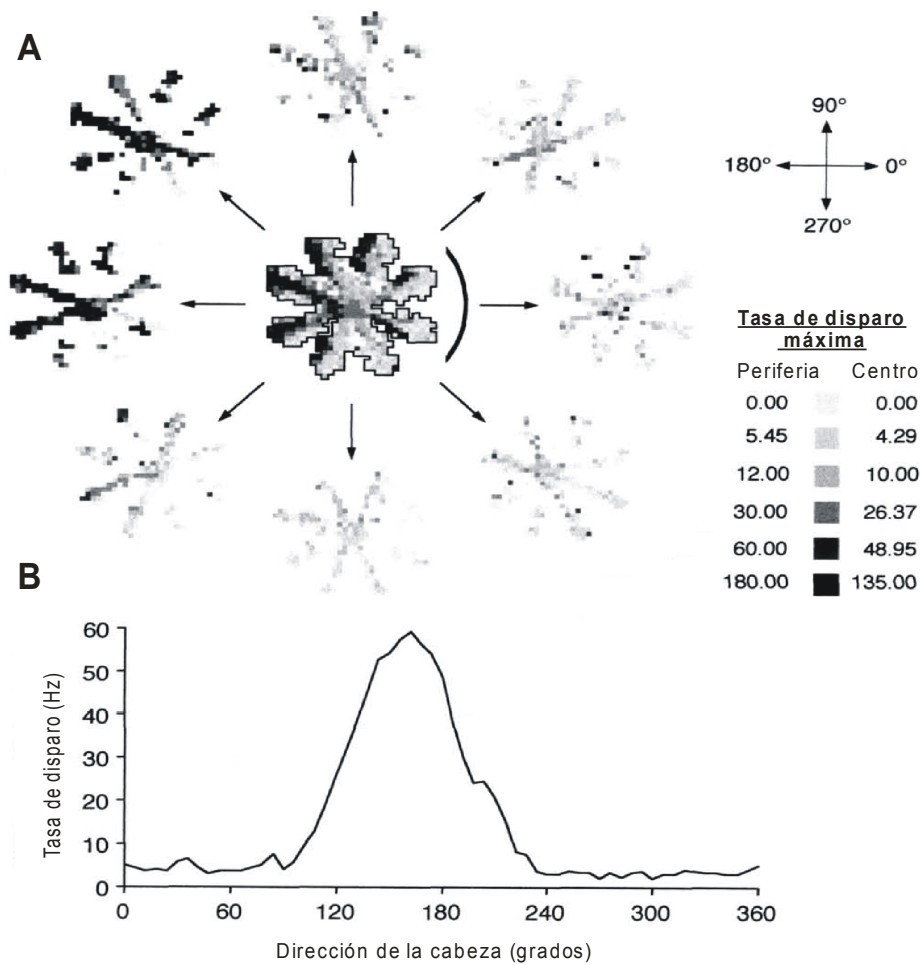 A
90°
180°
0°
270°
Tasa de disparo
máxima
Periferia Centro
0.00 0.00
5.45 4.29
12.00 10.00
30.00 26.37
60.00 48.95
180.00 135.00
B
60
50
40
30
20
10
0
Tasa de disparo (Hz)
0 60 120 180 240 300 360
Dirección de la cabeza (grados)